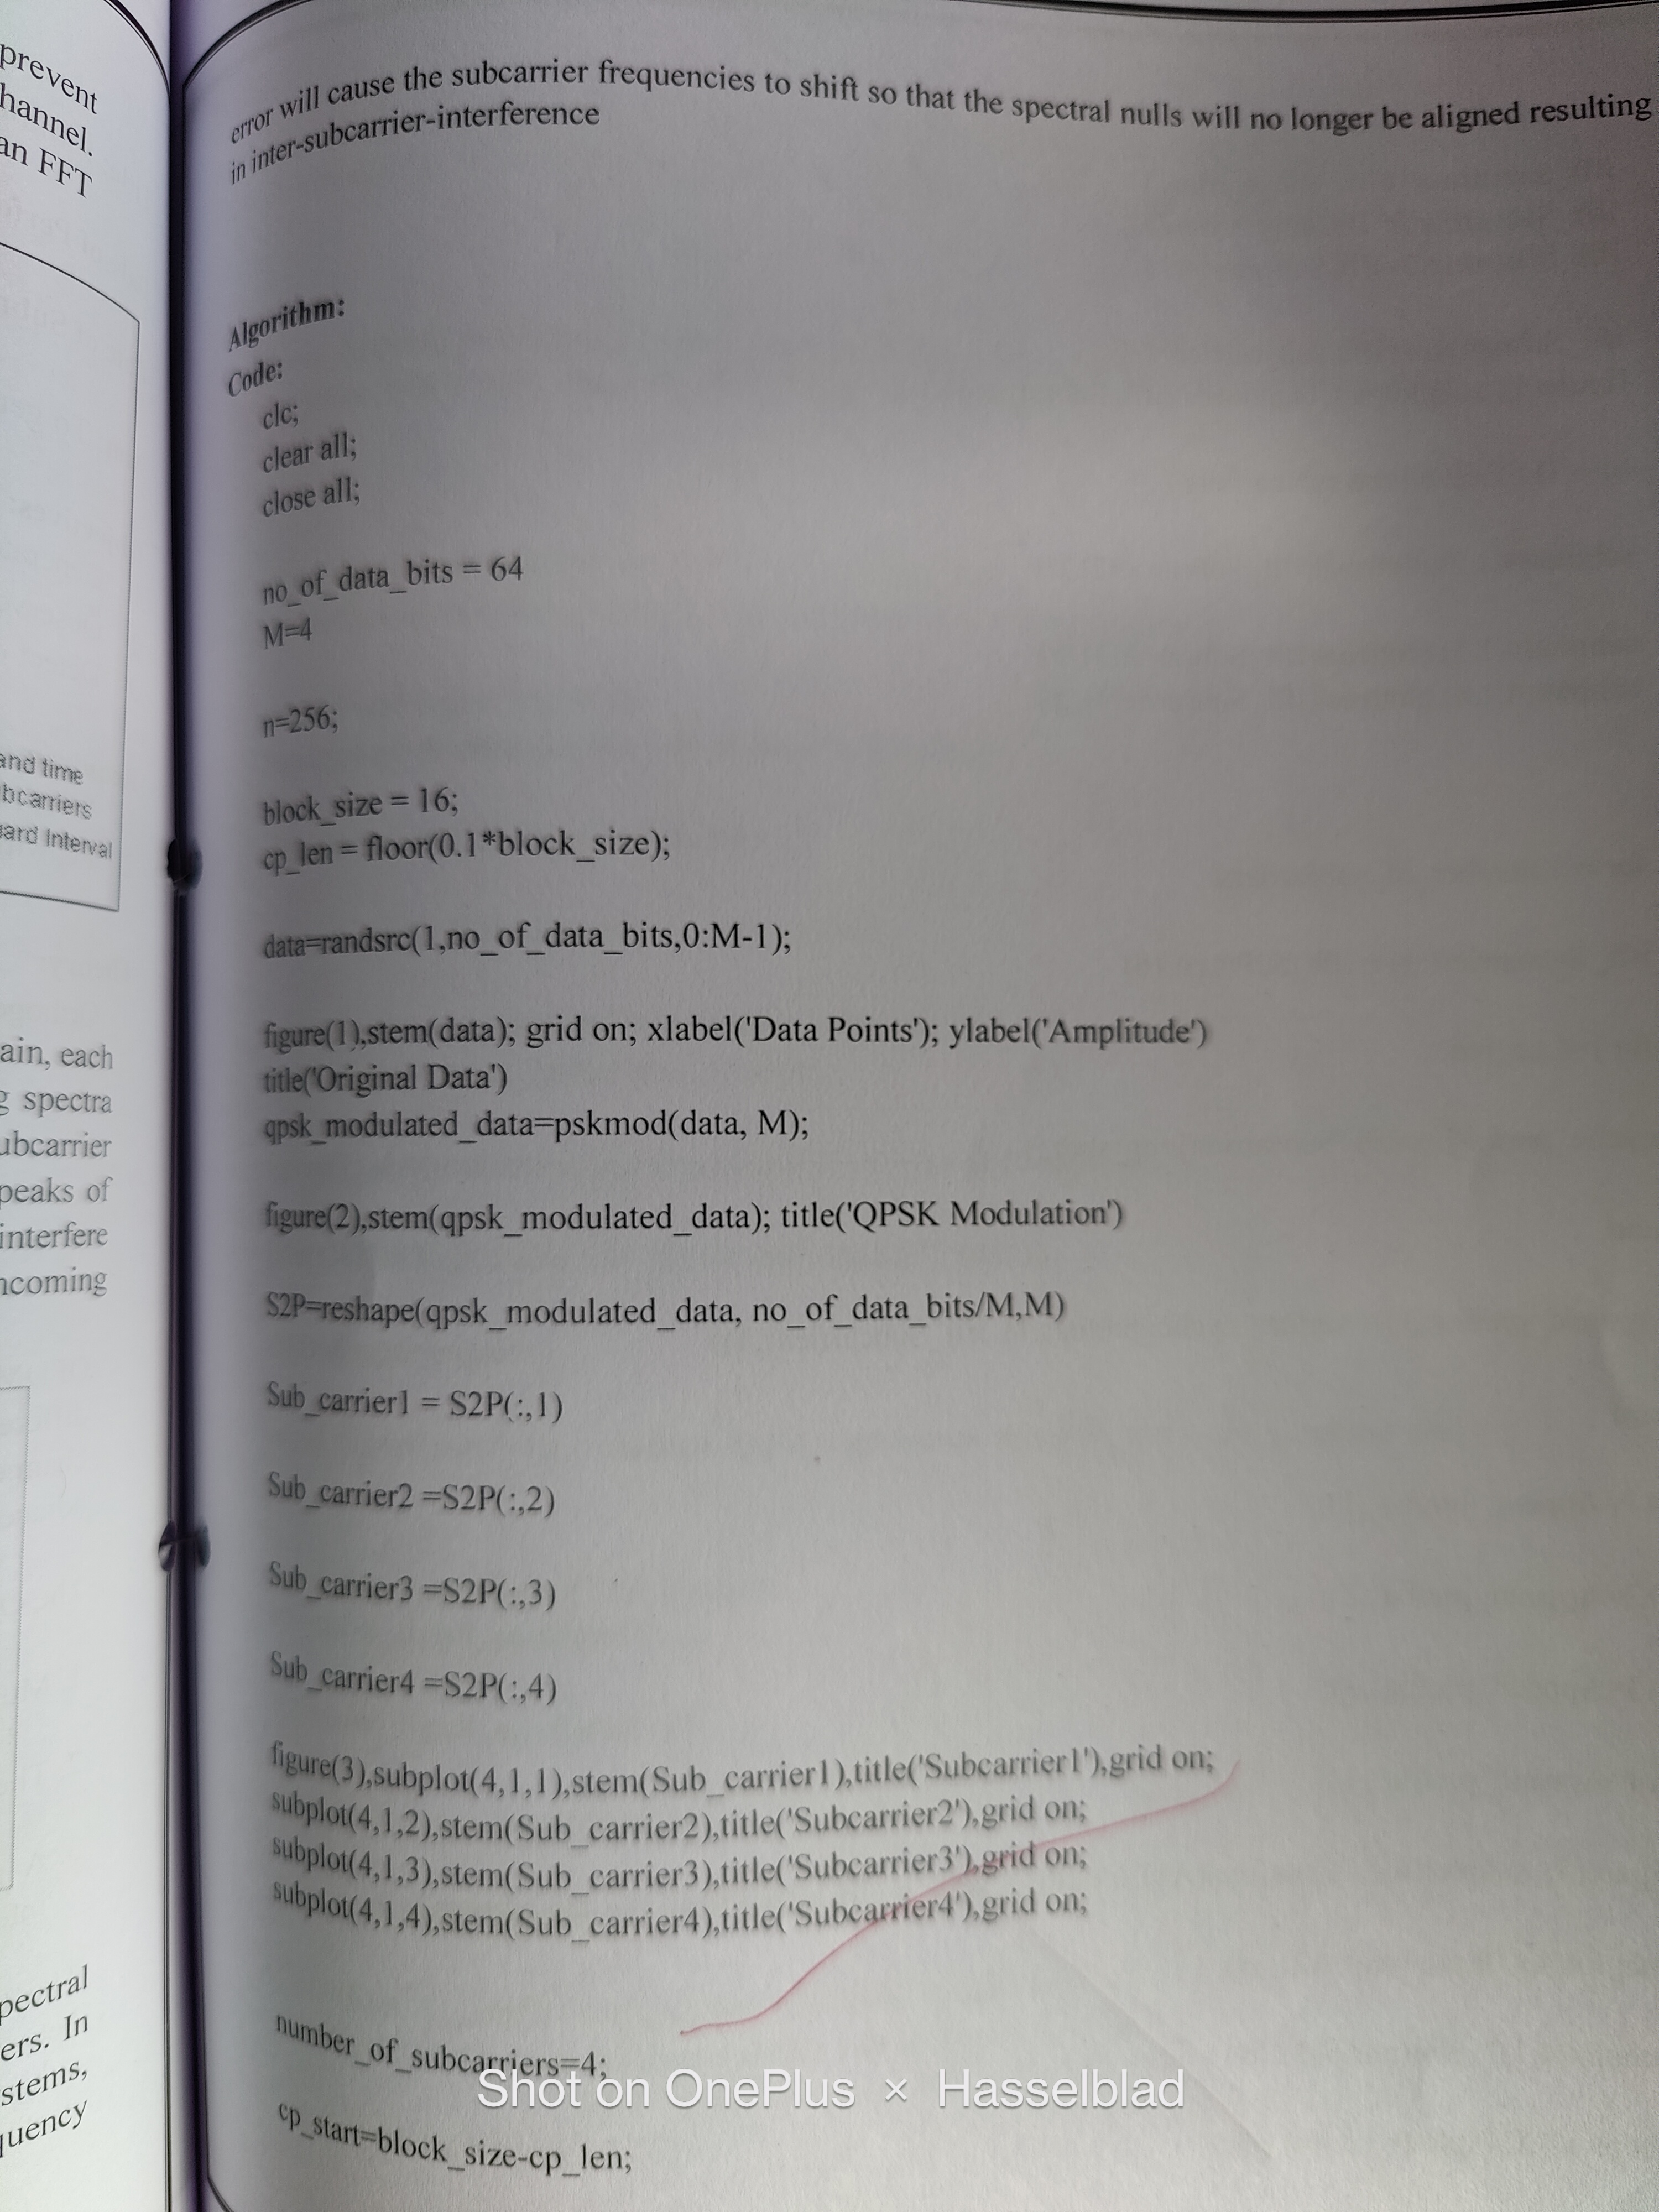 prevent
hannel.
an FFT
and time
bcarriers
ard Interval
ain, each
g spectra
ubcarrier
peaks of
interfere
ncoming
pectral
ers. In
stems,
quency
error will cause the subcarrier frequencies to shift so that the spectral nulls will no longer be aligned resulting
in inter-subcarrier-interference
Algorithm:
Code:
clc;
clear all;
close all;
no_of_data_bits = 64
M=4
n=256;
block_size = 16;
cp_len = floor(0.1*block_size);
data=randsrc(1,no_of_data_bits,0:M-1);
figure(1),stem(data); grid on; xlabel('Data Points'); ylabel('Amplitude')
title('Original Data')
qpsk_modulated_data=pskmod(data, M);
figure(2),stem(qpsk_modulated_data); title('QPSK Modulation')
S2P=reshape(qpsk_modulated_data, no_of_data_bits/M,M)
Sub_carrier1 = S2P(:,1)
Sub_carrier2 =S2P(:,2)
Sub_carrier3 =S2P(:,3)
Sub_carrier4 =S2P(:,4)
figure(3),subplot(4,1,1),stem(Sub_carrier1),title('Subcarrier1'),grid on;
subplot(4,1,2),stem(Sub_carrier2),title('Subcarrier2'),grid on;
subplot(4,1,3),stem(Sub_carrier3),title('Subcarrier3'),grid on;
subplot(4,1,4),stem(Sub_carrier4),title('Subcarrier4'),grid on;
number_of_subcarriers=4;
cp_start=block_size-cp_len;
Shot on OnePlus × Hasselblad